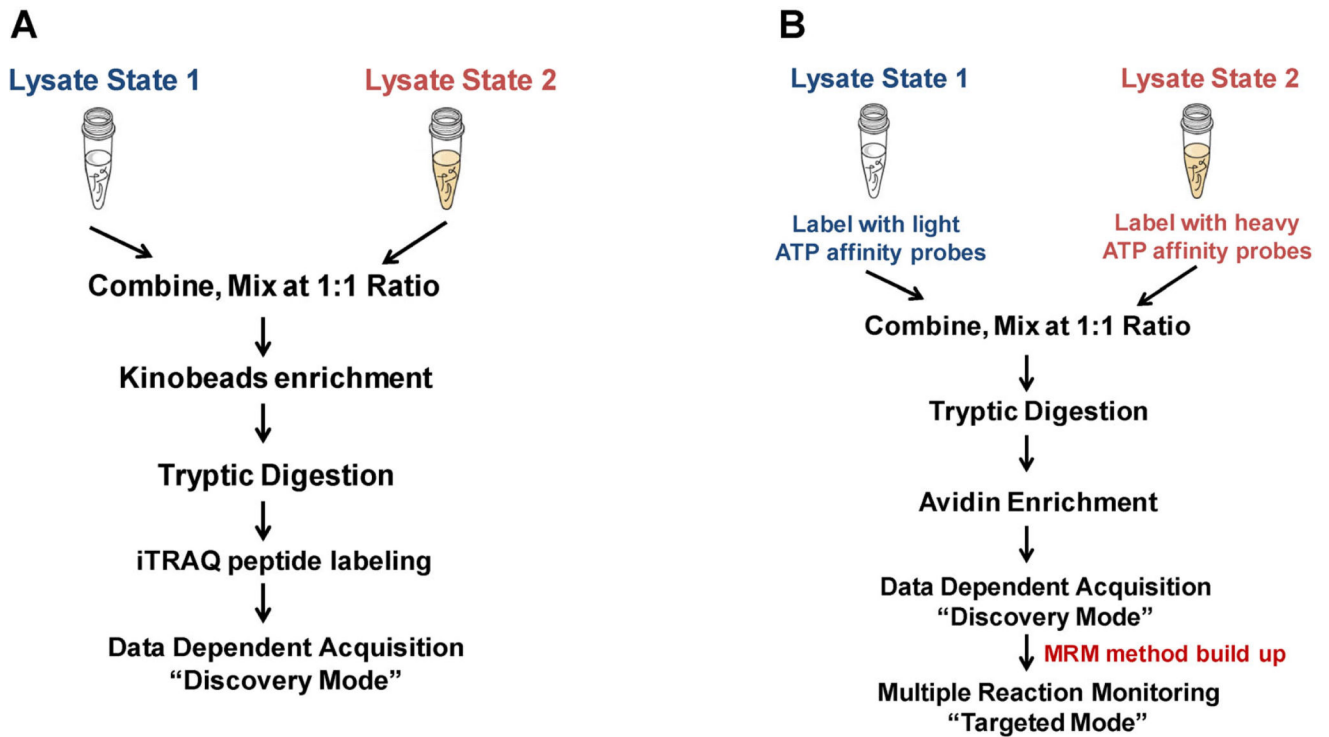 A
Lysate State 1
Lysate State 2
Combine, Mix at 1:1 Ratio
Kinobeads enrichment
Tryptic Digestion
iTRAQ peptide labeling
Data Dependent Acquisition
“Discovery Mode”
B
Lysate State 1
Lysate State 2
Label with light
ATP affinity probes
Label with heavy
ATP affinity probes
Combine, Mix at 1:1 Ratio
Tryptic Digestion
Avidin Enrichment
Data Dependent Acquisition
“Discovery Mode”
MRM method build up
Multiple Reaction Monitoring
“Targeted Mode”